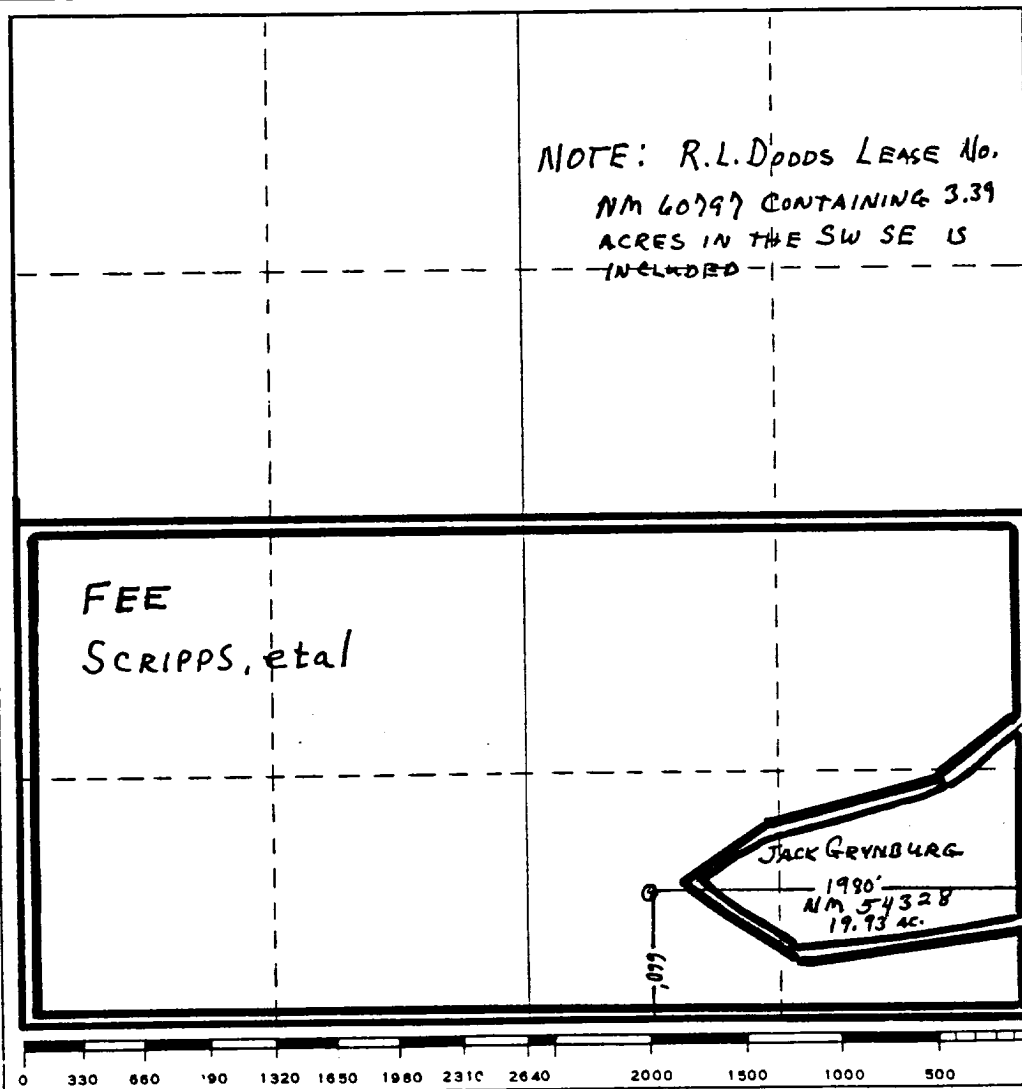 NOTE: R.L. DODDS LEASE No.
NM 60797 CONTAINING 3.39
ACRES IN THE SW SE IS
INCLUDED
FEE
SCRIPPS, etal
JACK GRYNBURG
1980'
NM 54328
19.93 AC.
660'
0 330 660 '90 1320 1650 1980 2310 2640 2000 1500 1000 500